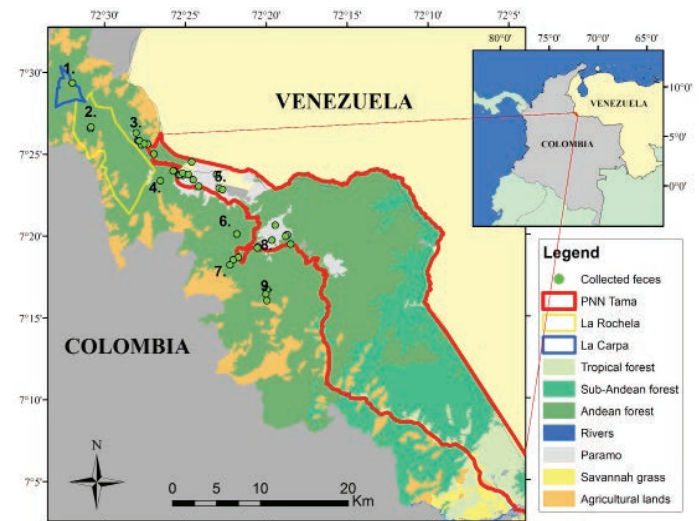 72°30' 72°25' 72°20' 72°15' 72°10' 72°5'
80°0' 75°0' 70°0' 65°0'
7°30'
7°25'
7°20'
7°15'
7°10'
7°5'
10°0'
5°0'
0°0'
VENEZUELA
COLOMBIA
VENEZUELA
COLOMBIA
1.
2.
3.
4.
5.
6.
7.
8.
9.
N
0 5 10 20
Km
Legend
Collected feces
PNN Tama
La Rochela
La Carpa
Tropical forest
Sub-Andean forest
Andean forest
Rivers
Paramo
Savannah grass
Agricultural lands